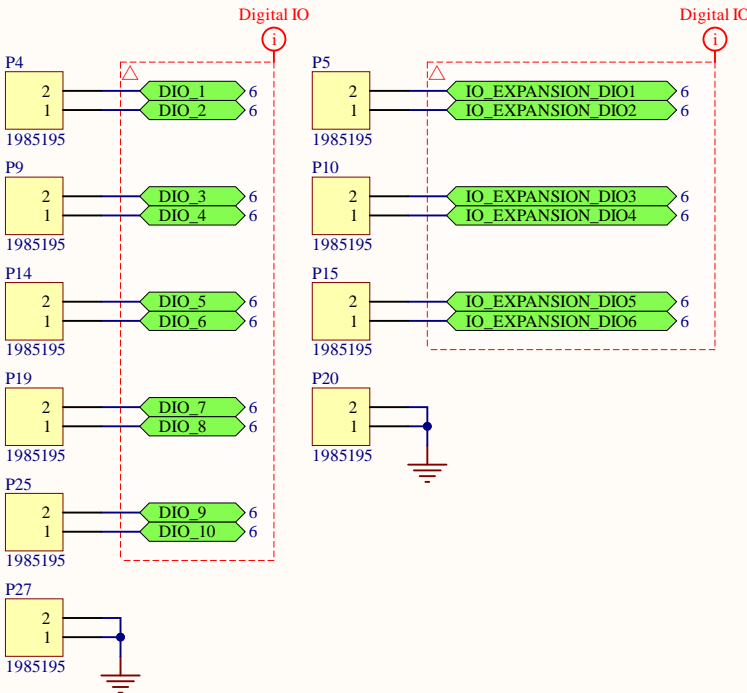 Digital IO
i
P4
2
DIO_1
6
1
DIO_2
6
1985195
P9
2
DIO_3
6
1
DIO_4
6
1985195
P14
2
DIO_5
6
1
DIO_6
6
1985195
P19
2
DIO_7
6
1
DIO_8
6
1985195
P25
2
DIO_9
6
1
DIO_10
6
1985195
P27
2
1
1985195
Digital IO
i
P5
2
IO_EXPANSION_DIO1
6
1
IO_EXPANSION_DIO2
6
1985195
P10
2
IO_EXPANSION_DIO3
6
1
IO_EXPANSION_DIO4
6
1985195
P15
2
IO_EXPANSION_DIO5
6
1
IO_EXPANSION_DIO6
6
1985195
P20
2
1
1985195